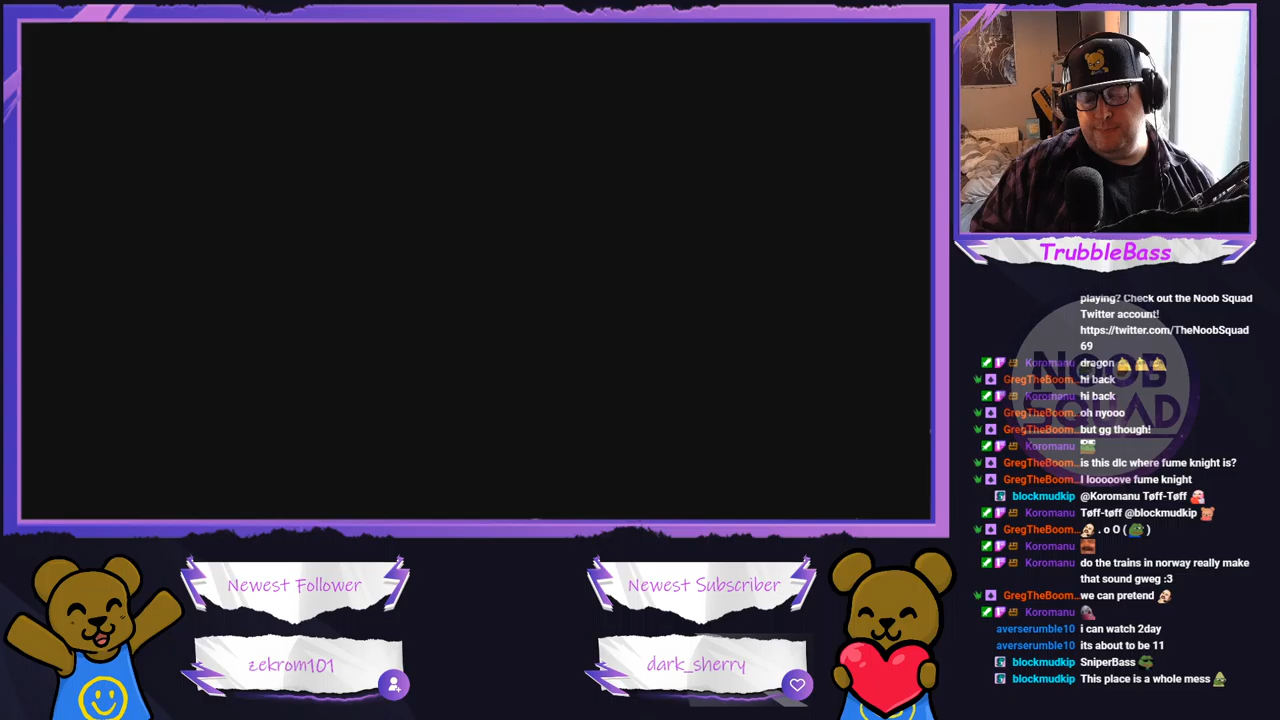 TrubbleBass
playing? Check out the Noob Squad
Twitter account!
https://twitter.com/TheNoobSquad
69
Koromanu dragon
GregTheBoom... hi back
Koromanu hi back
GregTheBoom... oh nyooo
GregTheBoom... but gg though!
Koromanu
GregTheBoom... is this dlc where fume knight is?
GregTheBoom... I looooove fume knight
blockmudkip @Koromanu Tøff-Tøff
Koromanu Tøff-tøff @blockmudkip
GregTheBoom... . o O ( )
Koromanu
Koromanu do the trains in norway really make
that sound gweg :3
GregTheBoom... we can pretend
Koromanu
averserumble10 i can watch 2day
averserumble10 its about to be 11
blockmudkip SniperBass
blockmudkip This place is a whole mess
NOOB
SQUAD
Newest Follower
zekrom101
Newest Subscriber
dark_sherry